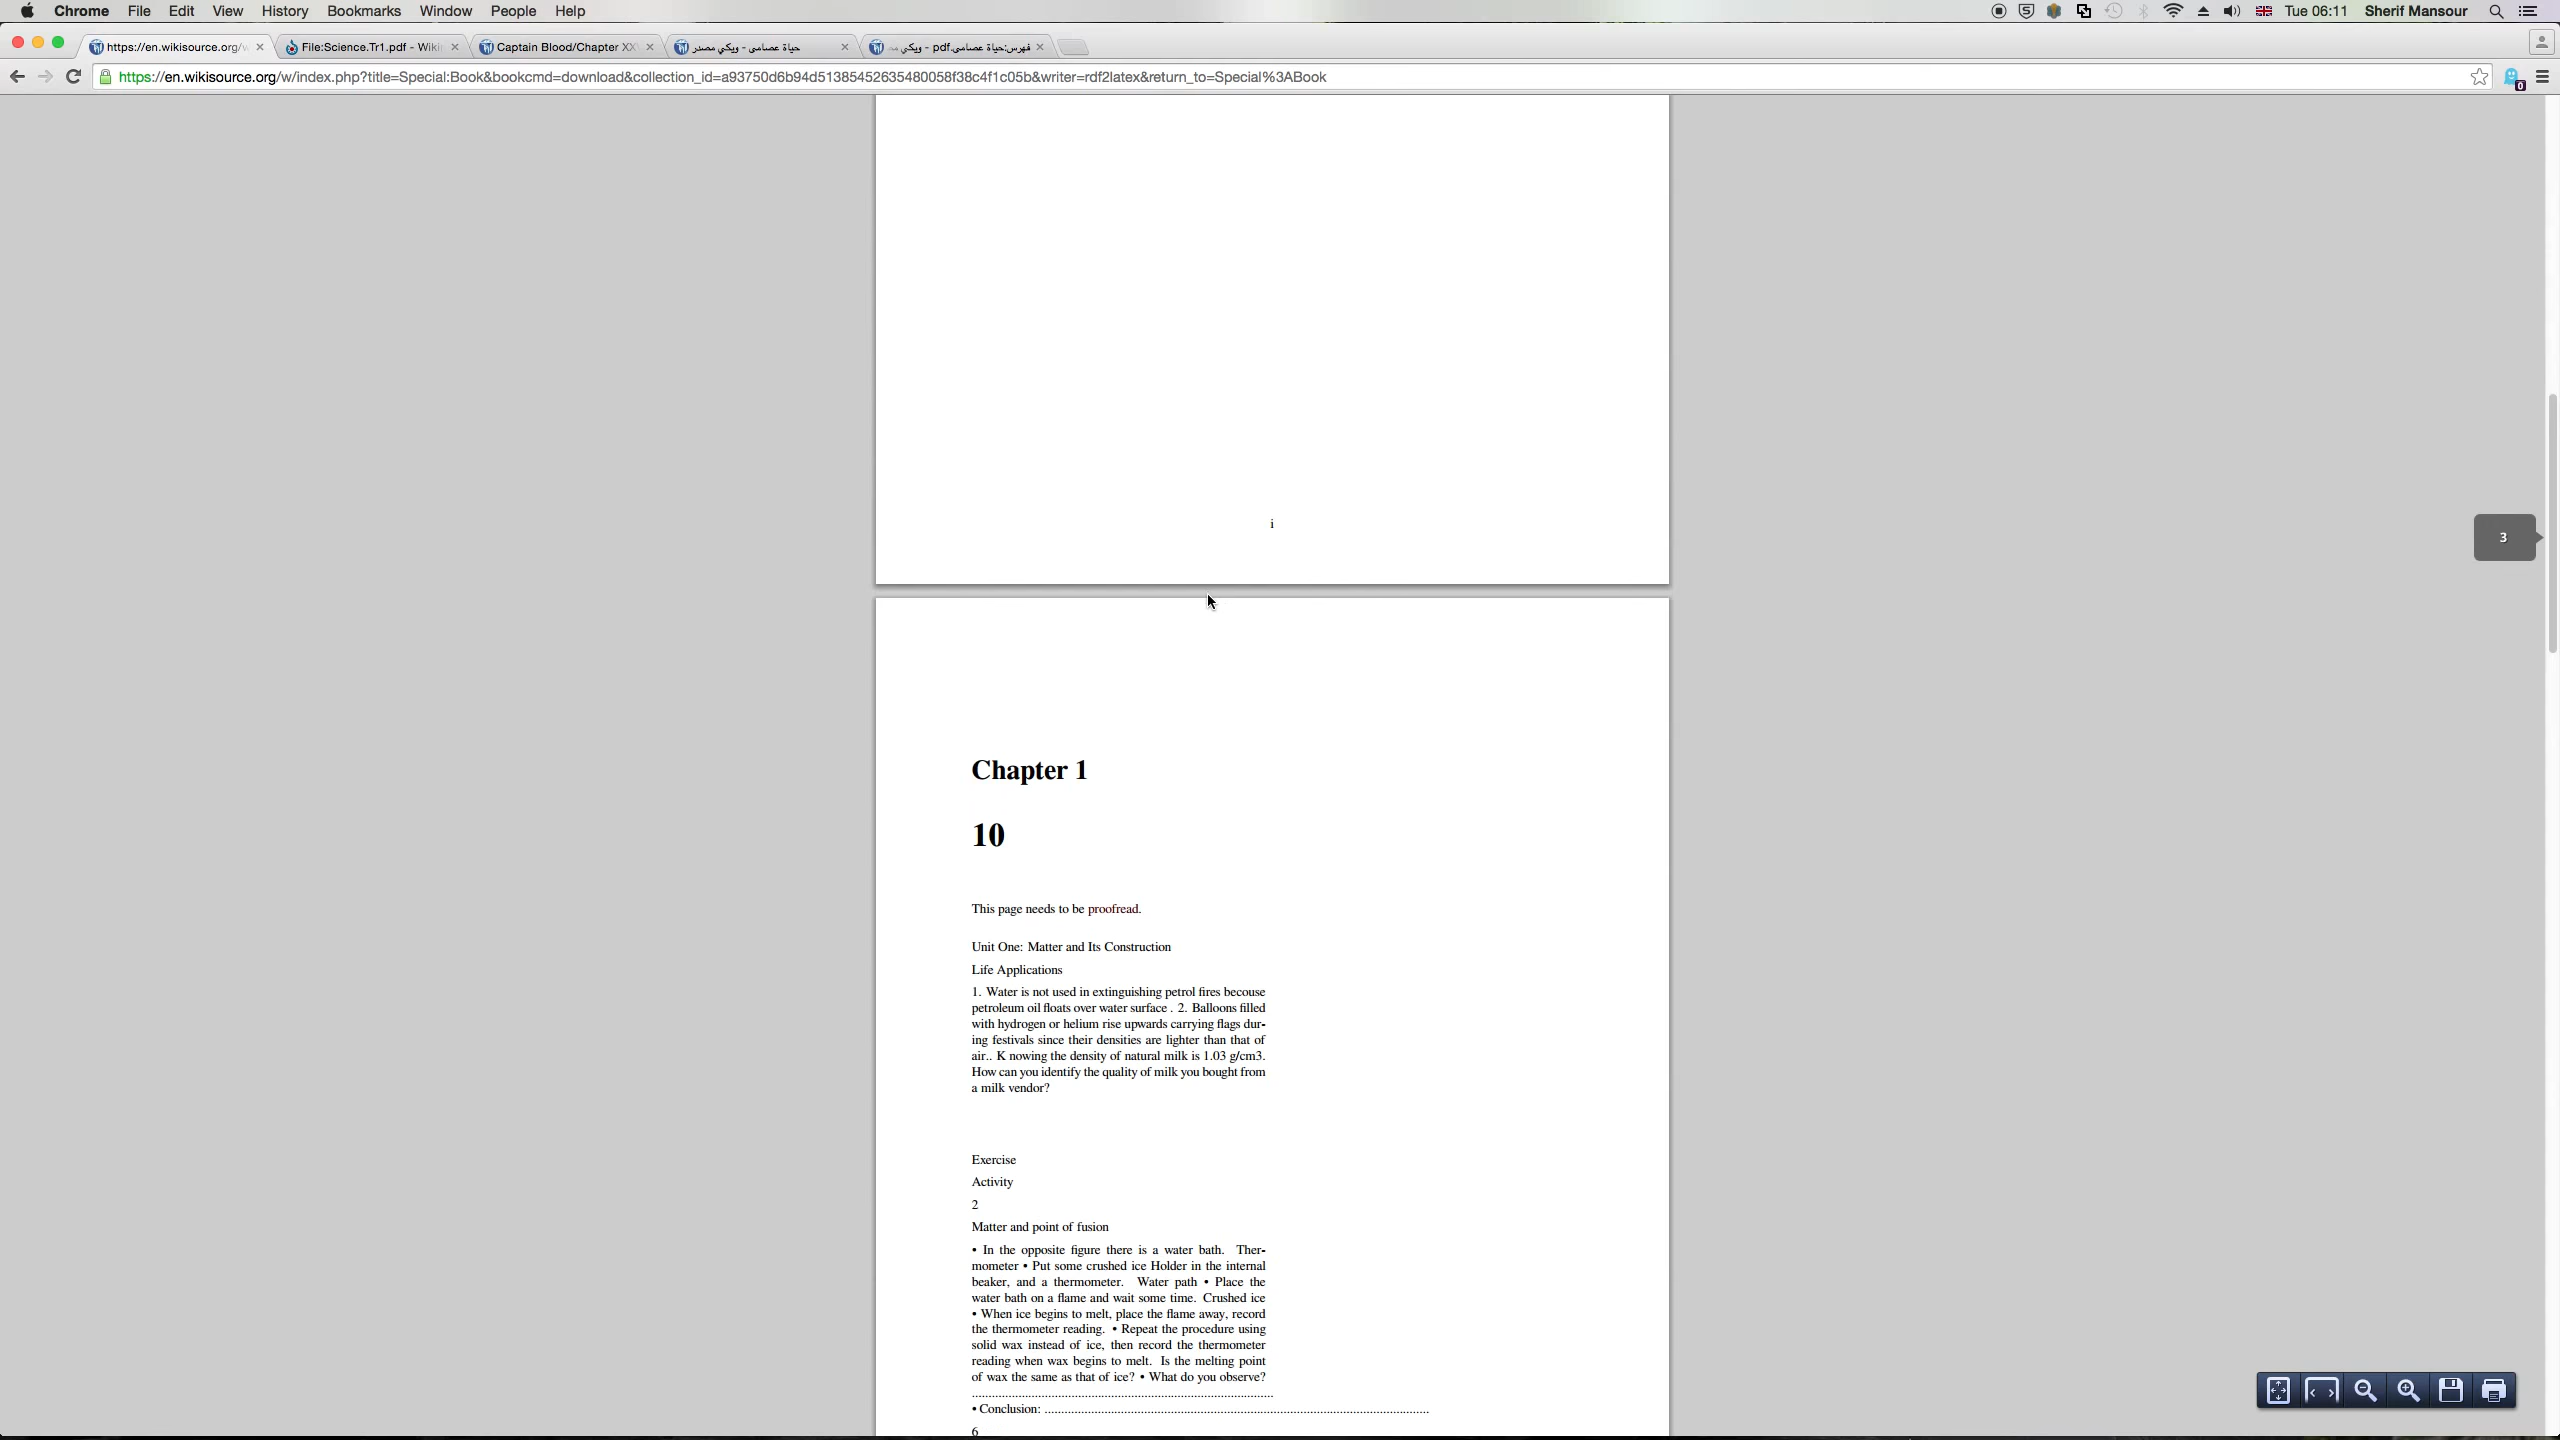 Chrome File Edit View History Bookmarks Window People Help Tue 06:11 Sherif Mansour
https://en.wikisource.org/w File:Science.Tr1.pdf - Wiki Captain Blood/Chapter XX حياة عصامى - ويكي مصدر فهرس:حياة عصامى.pdf - ويكي مص
https://en.wikisource.org/w/index.php?title=Special:Book&bookcmd=download&collection_id=a93750d6b94d51385452635480058f38c4f1c05b&writer=rdf2latex&return_to=Special%3ABook
0
i
3
Chapter 1
10
This page needs to be proofread.
Unit One: Matter and Its Construction
Life Applications
1. Water is not used in extinguishing petrol fires becouse
petroleum oil floats over water surface . 2. Balloons filled
with hydrogen or helium rise upwards carrying flags dur-
ing festivals since their densities are lighter than that of
air.. K nowing the density of natural milk is 1.03 g/cm3.
How can you identify the quality of milk you bought from
a milk vendor?
Exercise
Activity
2
Matter and point of fusion
• In the opposite figure there is a water bath. Ther-
mometer • Put some crushed ice Holder in the internal
beaker, and a thermometer. Water path • Place the
water bath on a flame and wait some time. Crushed ice
• When ice begins to melt, place the flame away, record
the thermometer reading. • Repeat the procedure using
solid wax instead of ice, then record the thermometer
reading when wax begins to melt. Is the melting point
of wax the same as that of ice? • What do you observe?
...........................................................................................
• Conclusion: ....................................................................................................................
6